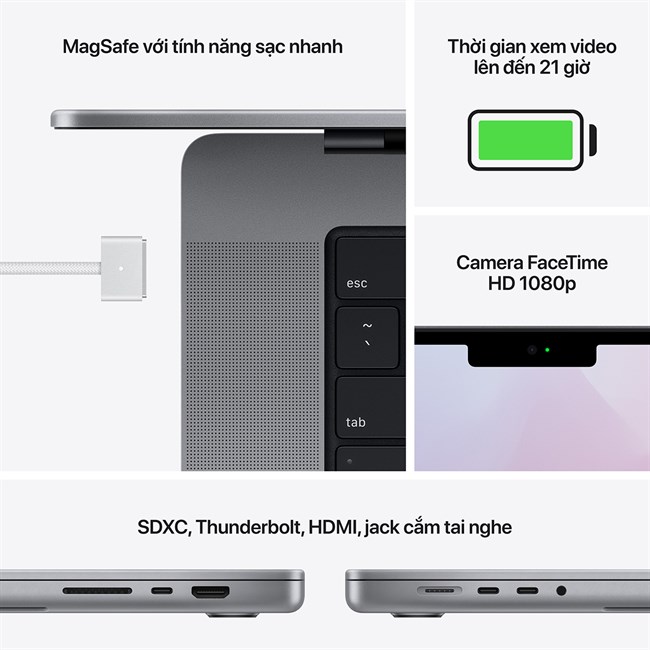 MagSafe với tính năng sạc nhanh
Thời gian xem video
lên đến 21 giờ
esc
~
`
tab
Camera FaceTime
HD 1080p
SDXC, Thunderbolt, HDMI, jack cắm tai nghe